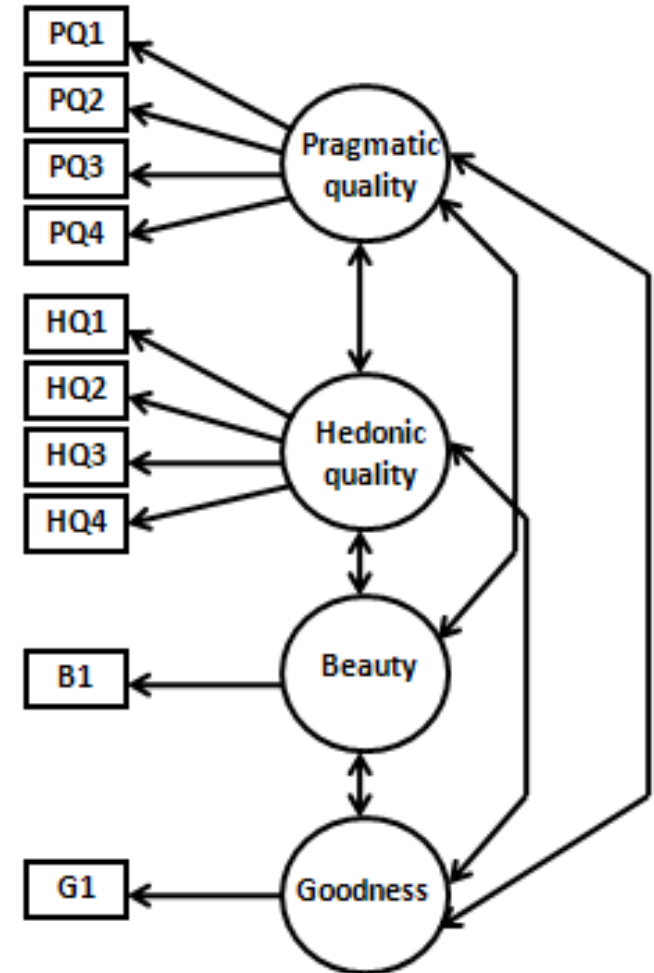 PQ1
PQ2
PQ3
PQ4
Pragmatic
quality
HQ1
HQ2
HQ3
HQ4
Hedonic
quality
B1
Beauty
G1
Goodness